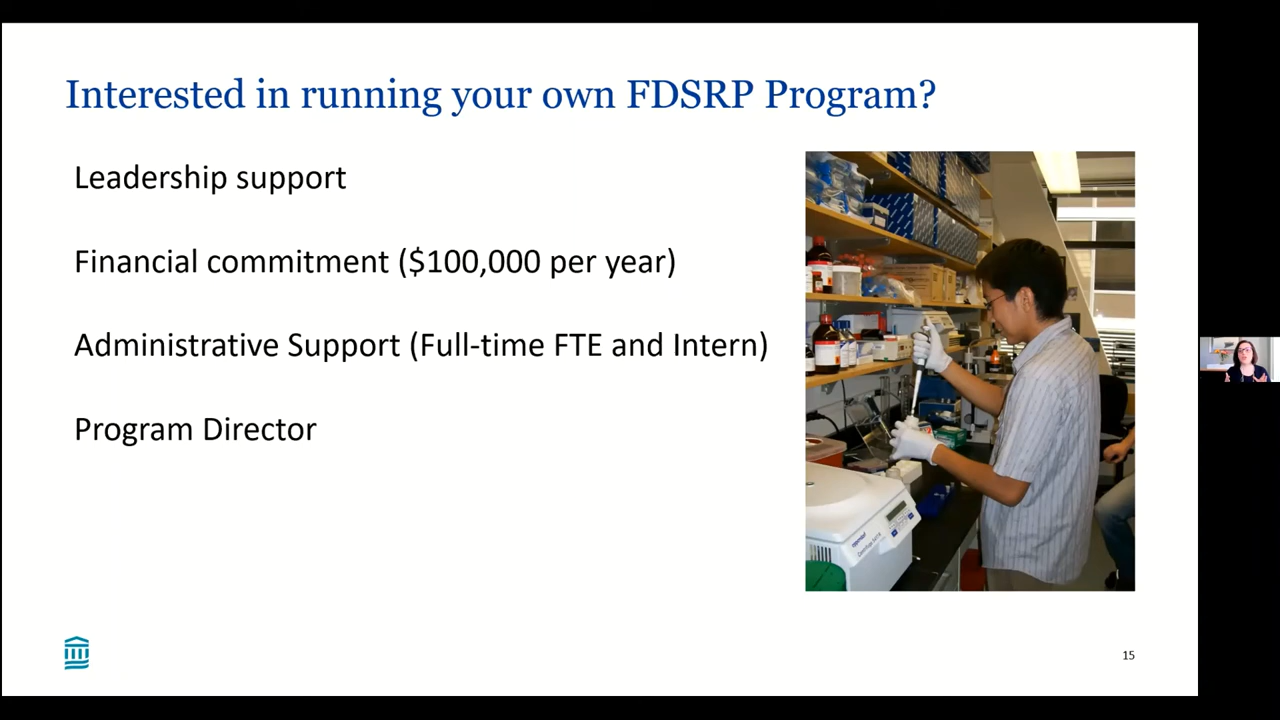 Interested in running your own FDSRP Program?
Leadership support
Financial commitment ($100,000 per year)
Administrative Support (Full-time FTE and Intern)
Program Director
15